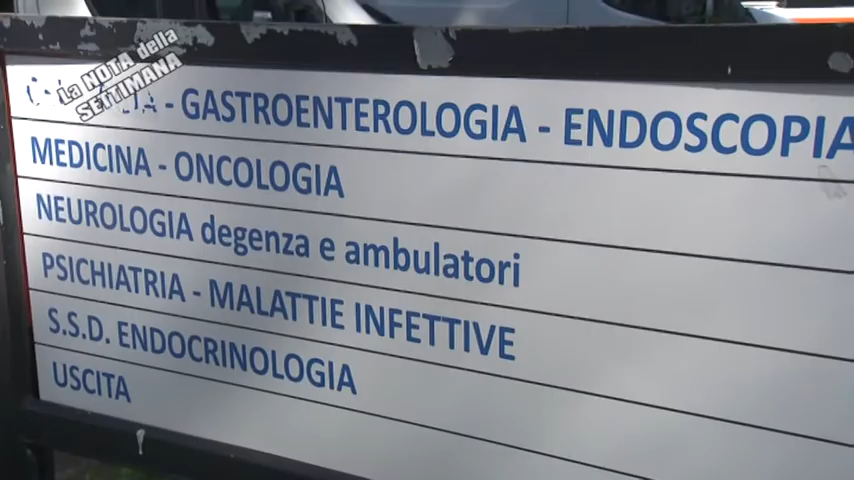 La NOTA della
SETTIMANA
- GASTROENTEROLOGIA - ENDOSCOPIA
MEDICINA - ONCOLOGIA
NEUROLOGIA degenza e ambulatori
PSICHIATRIA - MALATTIE INFETTIVE
S.S.D. ENDOCRINOLOGIA
USCITA